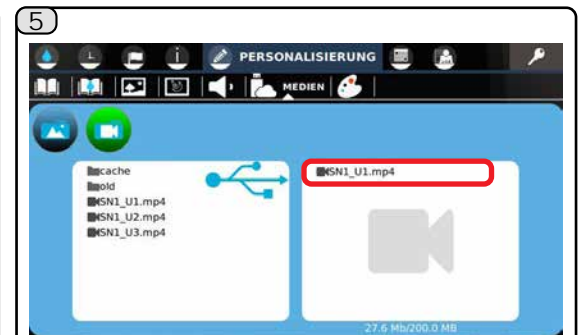 5
PERSONALISIERUNG
MEDIEN
cache
old
SN1_U1.mp4
SN1_U2.mp4
SN1_U3.mp4
SN1_U1.mp4
27.6 Mb/200.0 MB